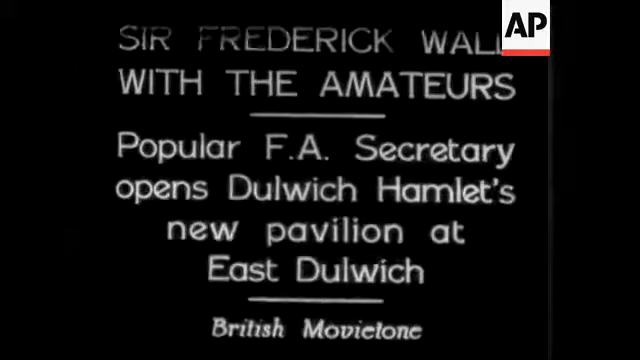 AP
SIR FREDERICK WALL
WITH THE AMATEURS
Popular F.A. Secretary
opens Dulwich Hamlet's
new pavilion at
East Dulwich
British Movietone